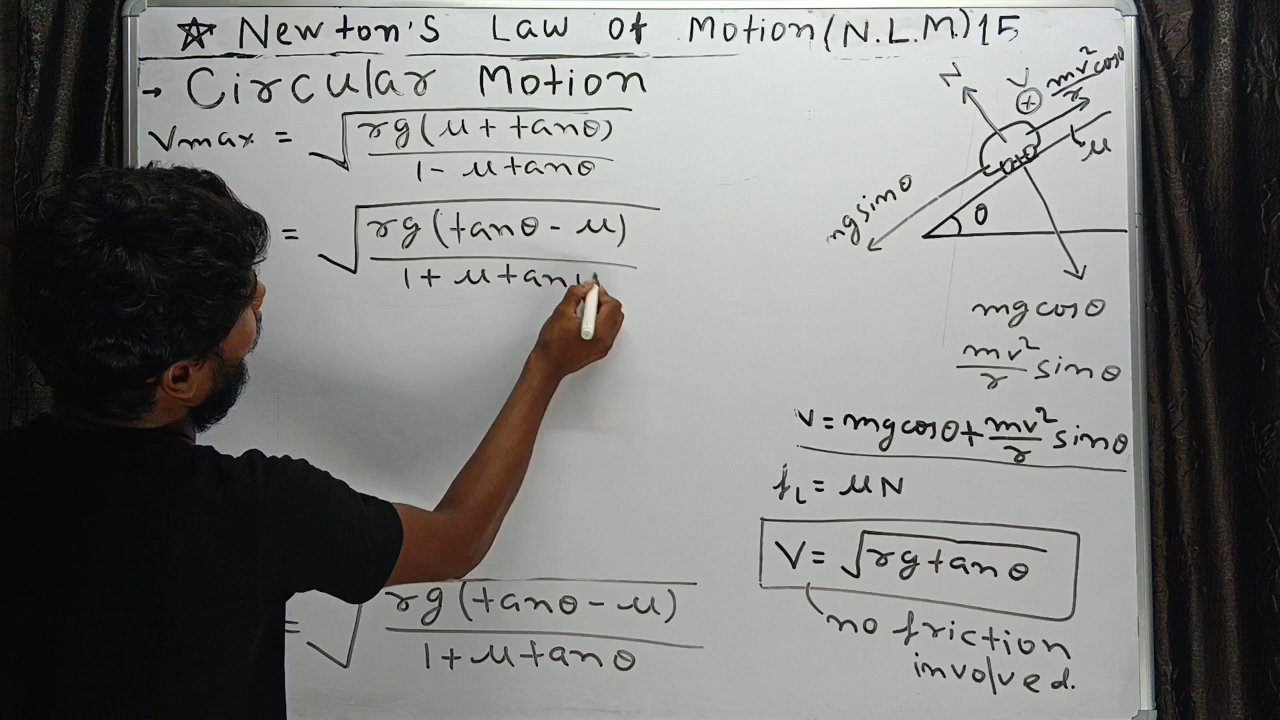 ☆ Newton's Law of Motion (N.L.M.) 15
→ Circular Motion
Vmax = √(rg(μ + tanθ) / 1 - μtanθ)
= √(rg(tanθ - μ) / 1 + μtan
= √(rg(tanθ - μ) / 1 + μtanθ)
N
V
mv²cosθ / r
μ
mgsinθ
θ
mgcosθ
mv²/r sinθ
N = mgcosθ + mv²/r sinθ
fL = μN
V = √rgtanθ
no friction
involved.